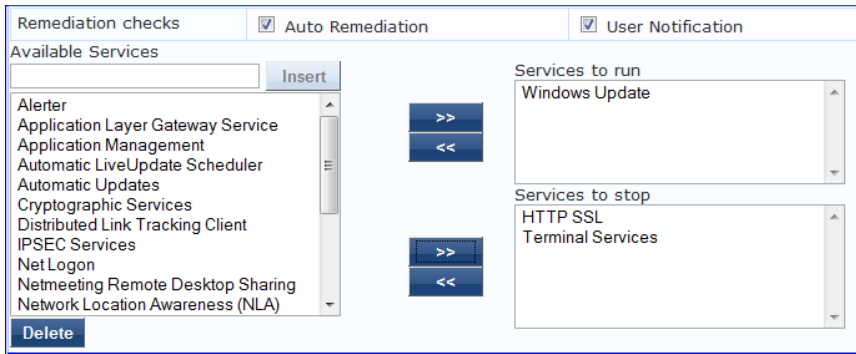 Remediation checks
Auto Remediation
User Notification
Available Services
Insert
Alerter
Application Layer Gateway Service
Application Management
Automatic LiveUpdate Scheduler
Automatic Updates
Cryptographic Services
Distributed Link Tracking Client
IPSEC Services
Net Logon
Netmeeting Remote Desktop Sharing
Network Location Awareness (NLA)
Delete
>>
<<
>>
<<
Services to run
Windows Update
Services to stop
HTTP SSL
Terminal Services